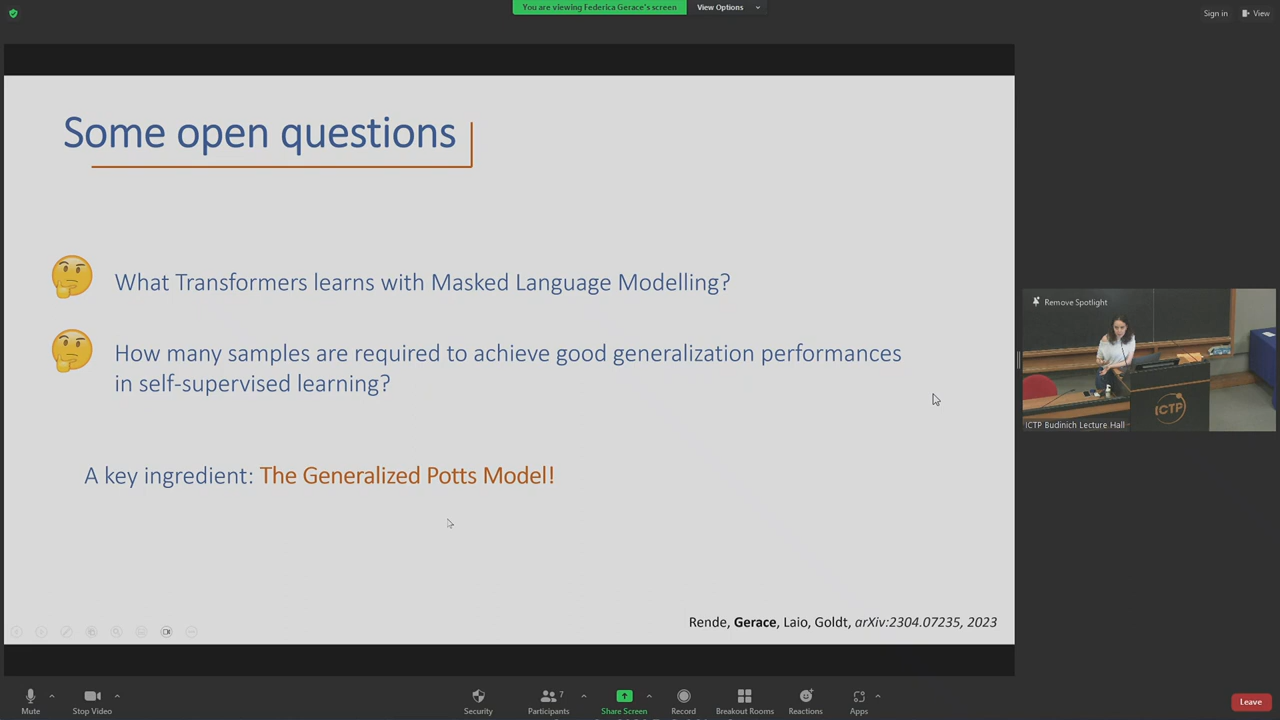 You are viewing Federica Gerace's screen
View Options
Sign in
View
Some open questions
What Transformers learns with Masked Language Modelling?
How many samples are required to achieve good generalization performances
in self-supervised learning?
A key ingredient: The Generalized Potts Model!
Rende, Gerace, Laio, Goldt, arXiv:2304.07235, 2023
Remove Spotlight
ICTP
ICTP Budinich Lecture Hall
Mute
Stop Video
Security
Participants
7
Share Screen
Record
Breakout Rooms
Reactions
Apps
Leave